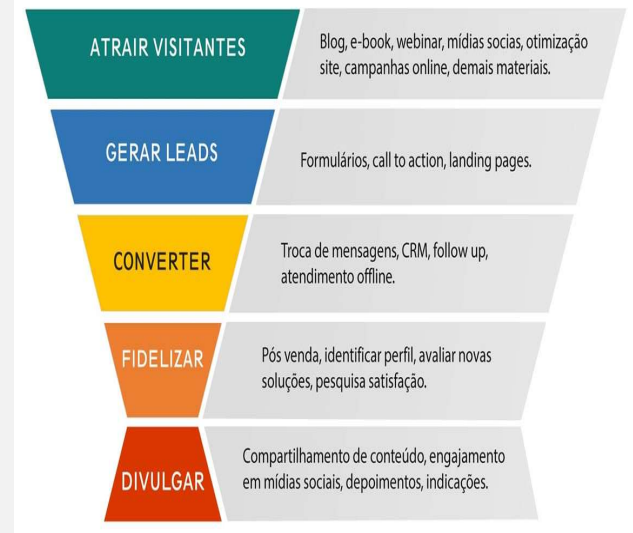 ATRAIR VISITANTES
Blog, e-book, webinar, mídias socias, otimização
site, campanhas online, demais materiais.
GERAR LEADS
Formulários, call to action, landing pages.
CONVERTER
Troca de mensagens, CRM, follow up,
atendimento offline.
FIDELIZAR
Pós venda, identificar perfil, avaliar novas
soluções, pesquisa satisfação.
DIVULGAR
Compartilhamento de conteúdo, engajamento
em mídias sociais, depoimentos, indicações.